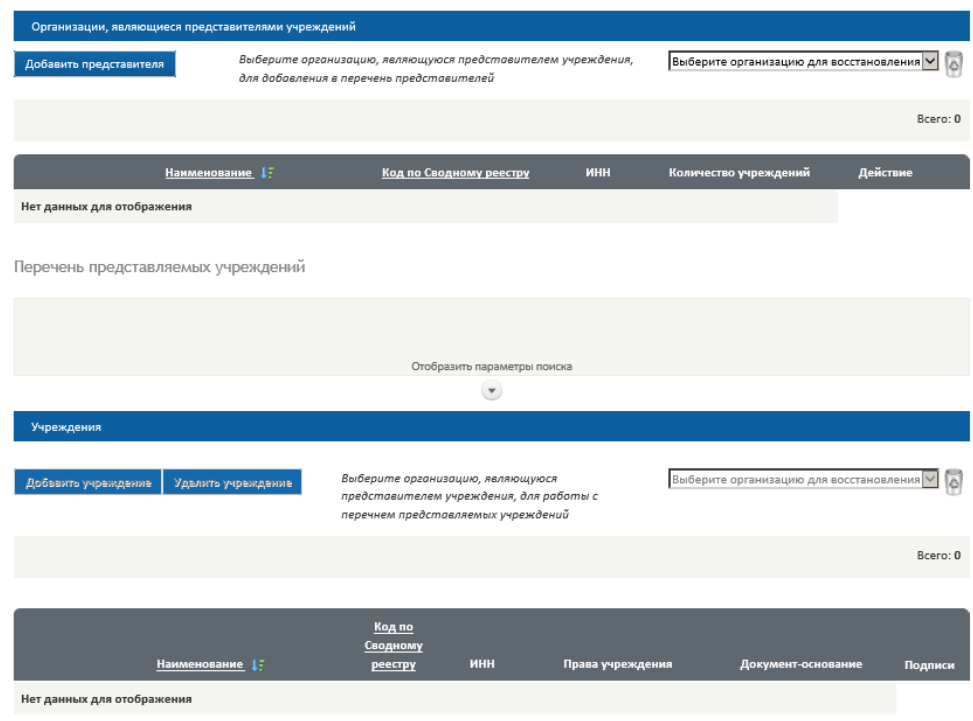 Организации, являющиеся представителями учреждений
Добавить представителя
Выберите организацию, являющуюся представителем учреждения,
для добавления в перечень представителей
Выберите организацию для восстановления
Всего: 0
Наименование
Код по Сводному реестру
ИНН
Количество учреждений
Действие
Нет данных для отображения
Перечень представляемых учреждений
Отобразить параметры поиска
Учреждения
Добавить учреждение
Удалить учреждение
Выберите организацию, являющуюся
представителем учреждения, для работы с
перечнем представляемых учреждений
Выберите организацию для восстановления
Всего: 0
Наименование
Код по
Сводному
реестру
ИНН
Права учреждения
Документ-основание
Подписи
Нет данных для отображения